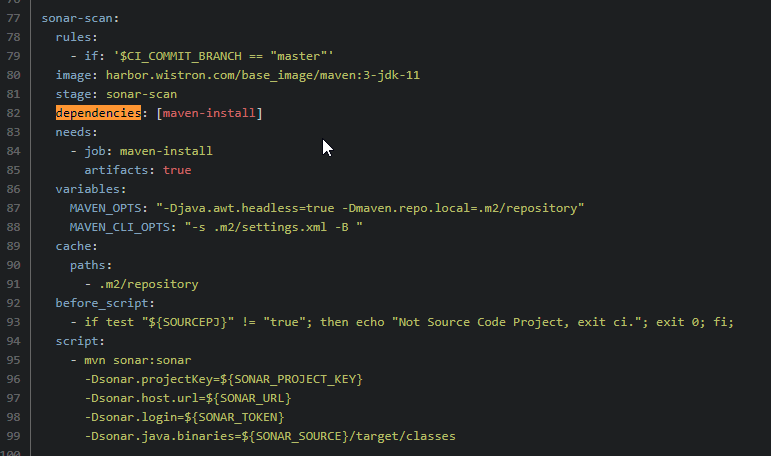 77 sonar-scan:
78 rules:
79 - if: '$CI_COMMIT_BRANCH == "master"'
80 image: harbor.wistron.com/base_image/maven:3-jdk-11
81 stage: sonar-scan
82 dependencies: [maven-install]
83 needs:
84 - job: maven-install
85 artifacts: true
86 variables:
87 MAVEN_OPTS: "-Djava.awt.headless=true -Dmaven.repo.local=.m2/repository"
88 MAVEN_CLI_OPTS: "-s .m2/settings.xml -B "
89 cache:
90 paths:
91 - .m2/repository
92 before_script:
93 - if test "${SOURCEPJ}" != "true"; then echo "Not Source Code Project, exit ci."; exit 0; fi;
94 script:
95 - mvn sonar:sonar
96 -Dsonar.projectKey=${SONAR_PROJECT_KEY}
97 -Dsonar.host.url=${SONAR_URL}
98 -Dsonar.login=${SONAR_TOKEN}
99 -Dsonar.java.binaries=${SONAR_SOURCE}/target/classes